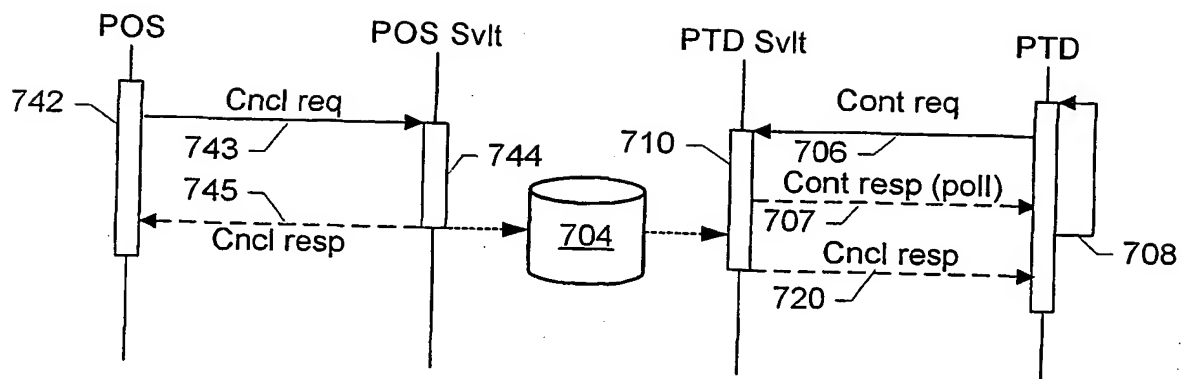 POS
POS Svlt
PTD Svlt
PTD
742
Cncl req
743
744
745
Cncl resp
704
710
Cont req
706
Cont resp (poll)
707
Cncl resp
720
708